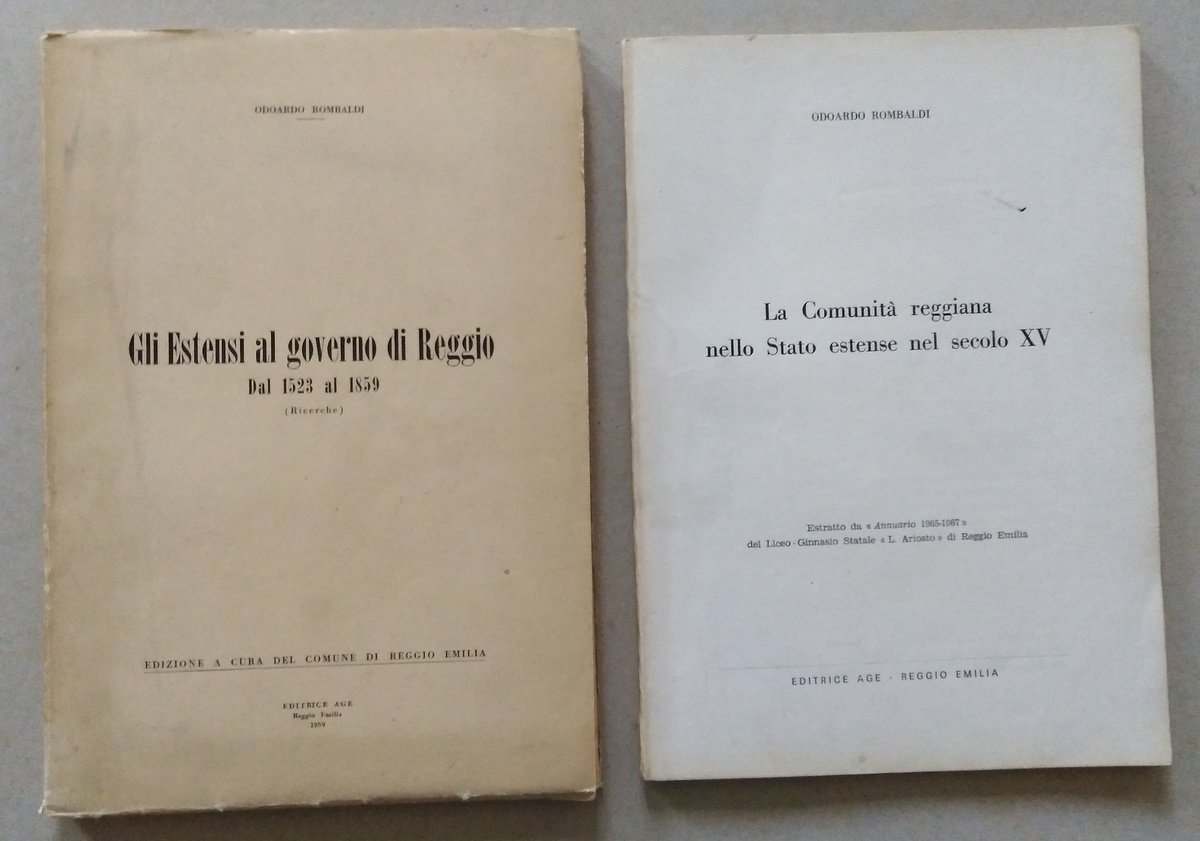 ODOARDO ROMBALDI
Gli Estensi al governo di Reggio
Dal 1523 al 1859
(Ricerche)
EDIZIONE A CURA DEL COMUNE DI REGGIO EMILIA
EDITRICE AGE
Reggio Emilia
1959
ODOARDO ROMBALDI
La Comunità reggiana
nello Stato estense nel secolo XV
Estratto da « Annuario 1965-1967 »
del Liceo - Ginnasio Statale « L. Ariosto » di Reggio Emilia
EDITRICE AGE - REGGIO EMILIA